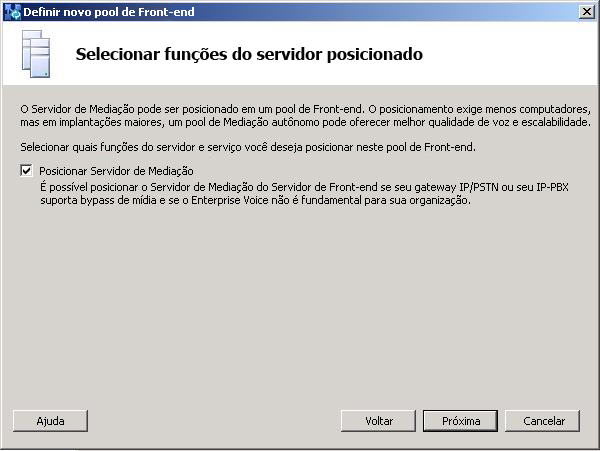 Definir novo pool de Front-end
Selecionar funções do servidor posicionado
O Servidor de Mediação pode ser posicionado em um pool de Front-end. O posicionamento exige menos computadores,
mas em implantações maiores, um pool de Mediação autônomo pode oferecer melhor qualidade de voz e escalabilidade.
Selecionar quais funções do servidor e serviço você deseja posicionar neste pool de Front-end.
Posicionar Servidor de Mediação
É possível posicionar o Servidor de Mediação do Servidor de Front-end se seu gateway IP/PSTN ou seu IP-PBX
suporta bypass de mídia e se o Enterprise Voice não é fundamental para sua organização.
Ajuda
Voltar
Próxima
Cancelar